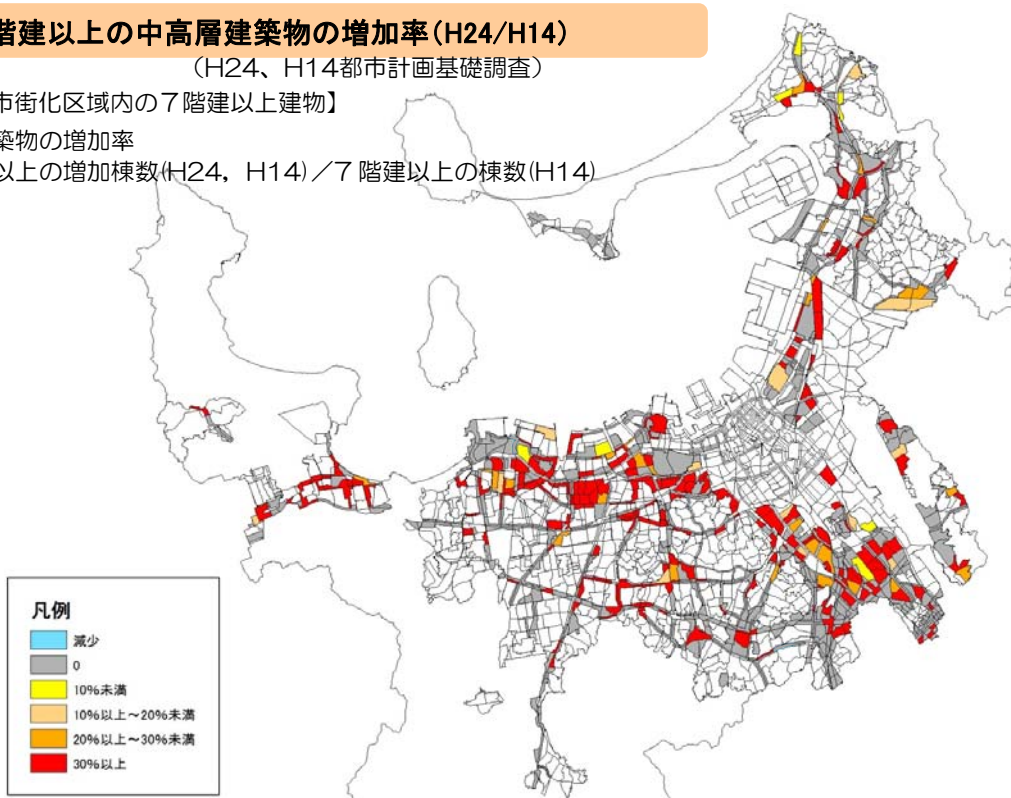 階建以上の中高層建築物の増加率(H24/H14)
（H24、H14都市計画基礎調査）
市街化区域内の７階建以上建物】
築物の増加率
以上の増加棟数(H24，H14)／7 階建以上の棟数(H14)
凡例
減少
0
10%未満
10%以上～20%未満
20%以上～30%未満
30%以上